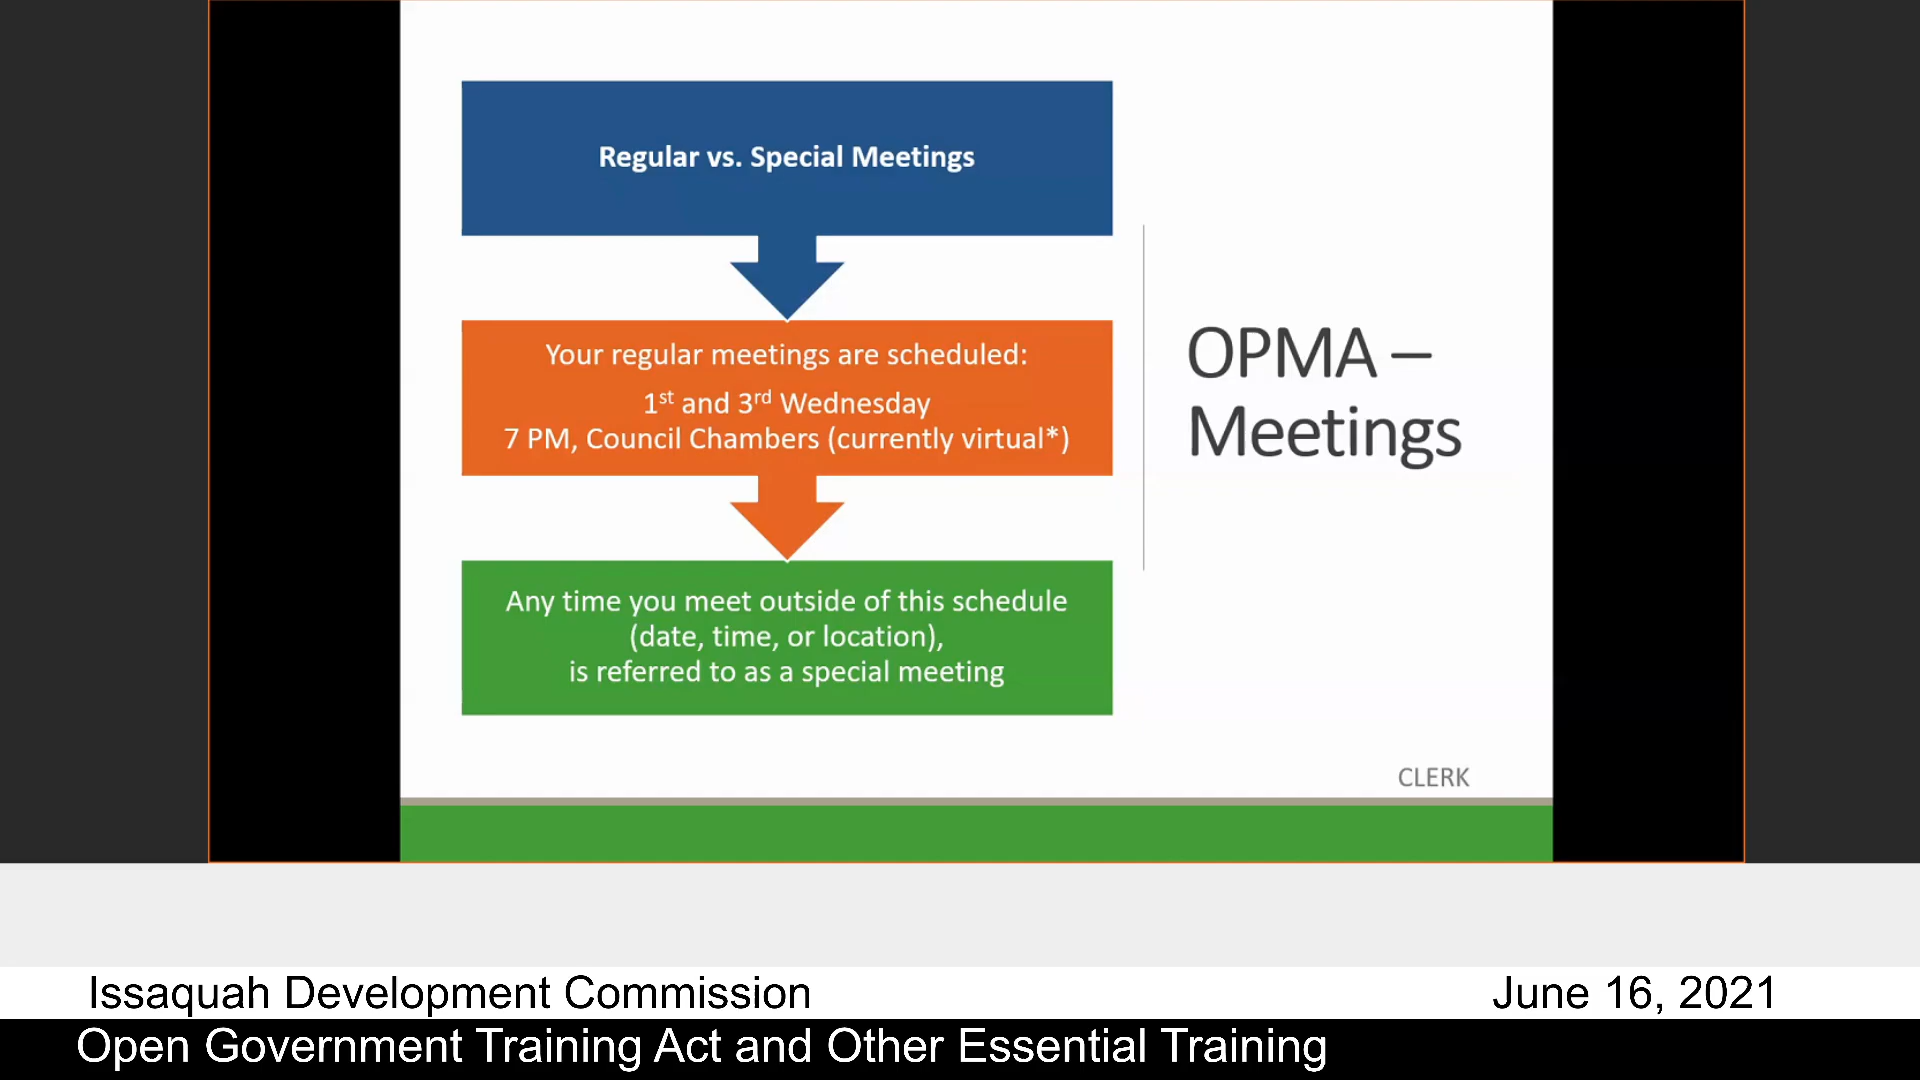 Regular vs. Special Meetings
Your regular meetings are scheduled:
1st and 3rd Wednesday
7 PM, Council Chambers (currently virtual*)
Any time you meet outside of this schedule
(date, time, or location),
is referred to as a special meeting
OPMA –
Meetings
CLERK
Issaquah Development Commission
June 16, 2021
Open Government Training Act and Other Essential Training